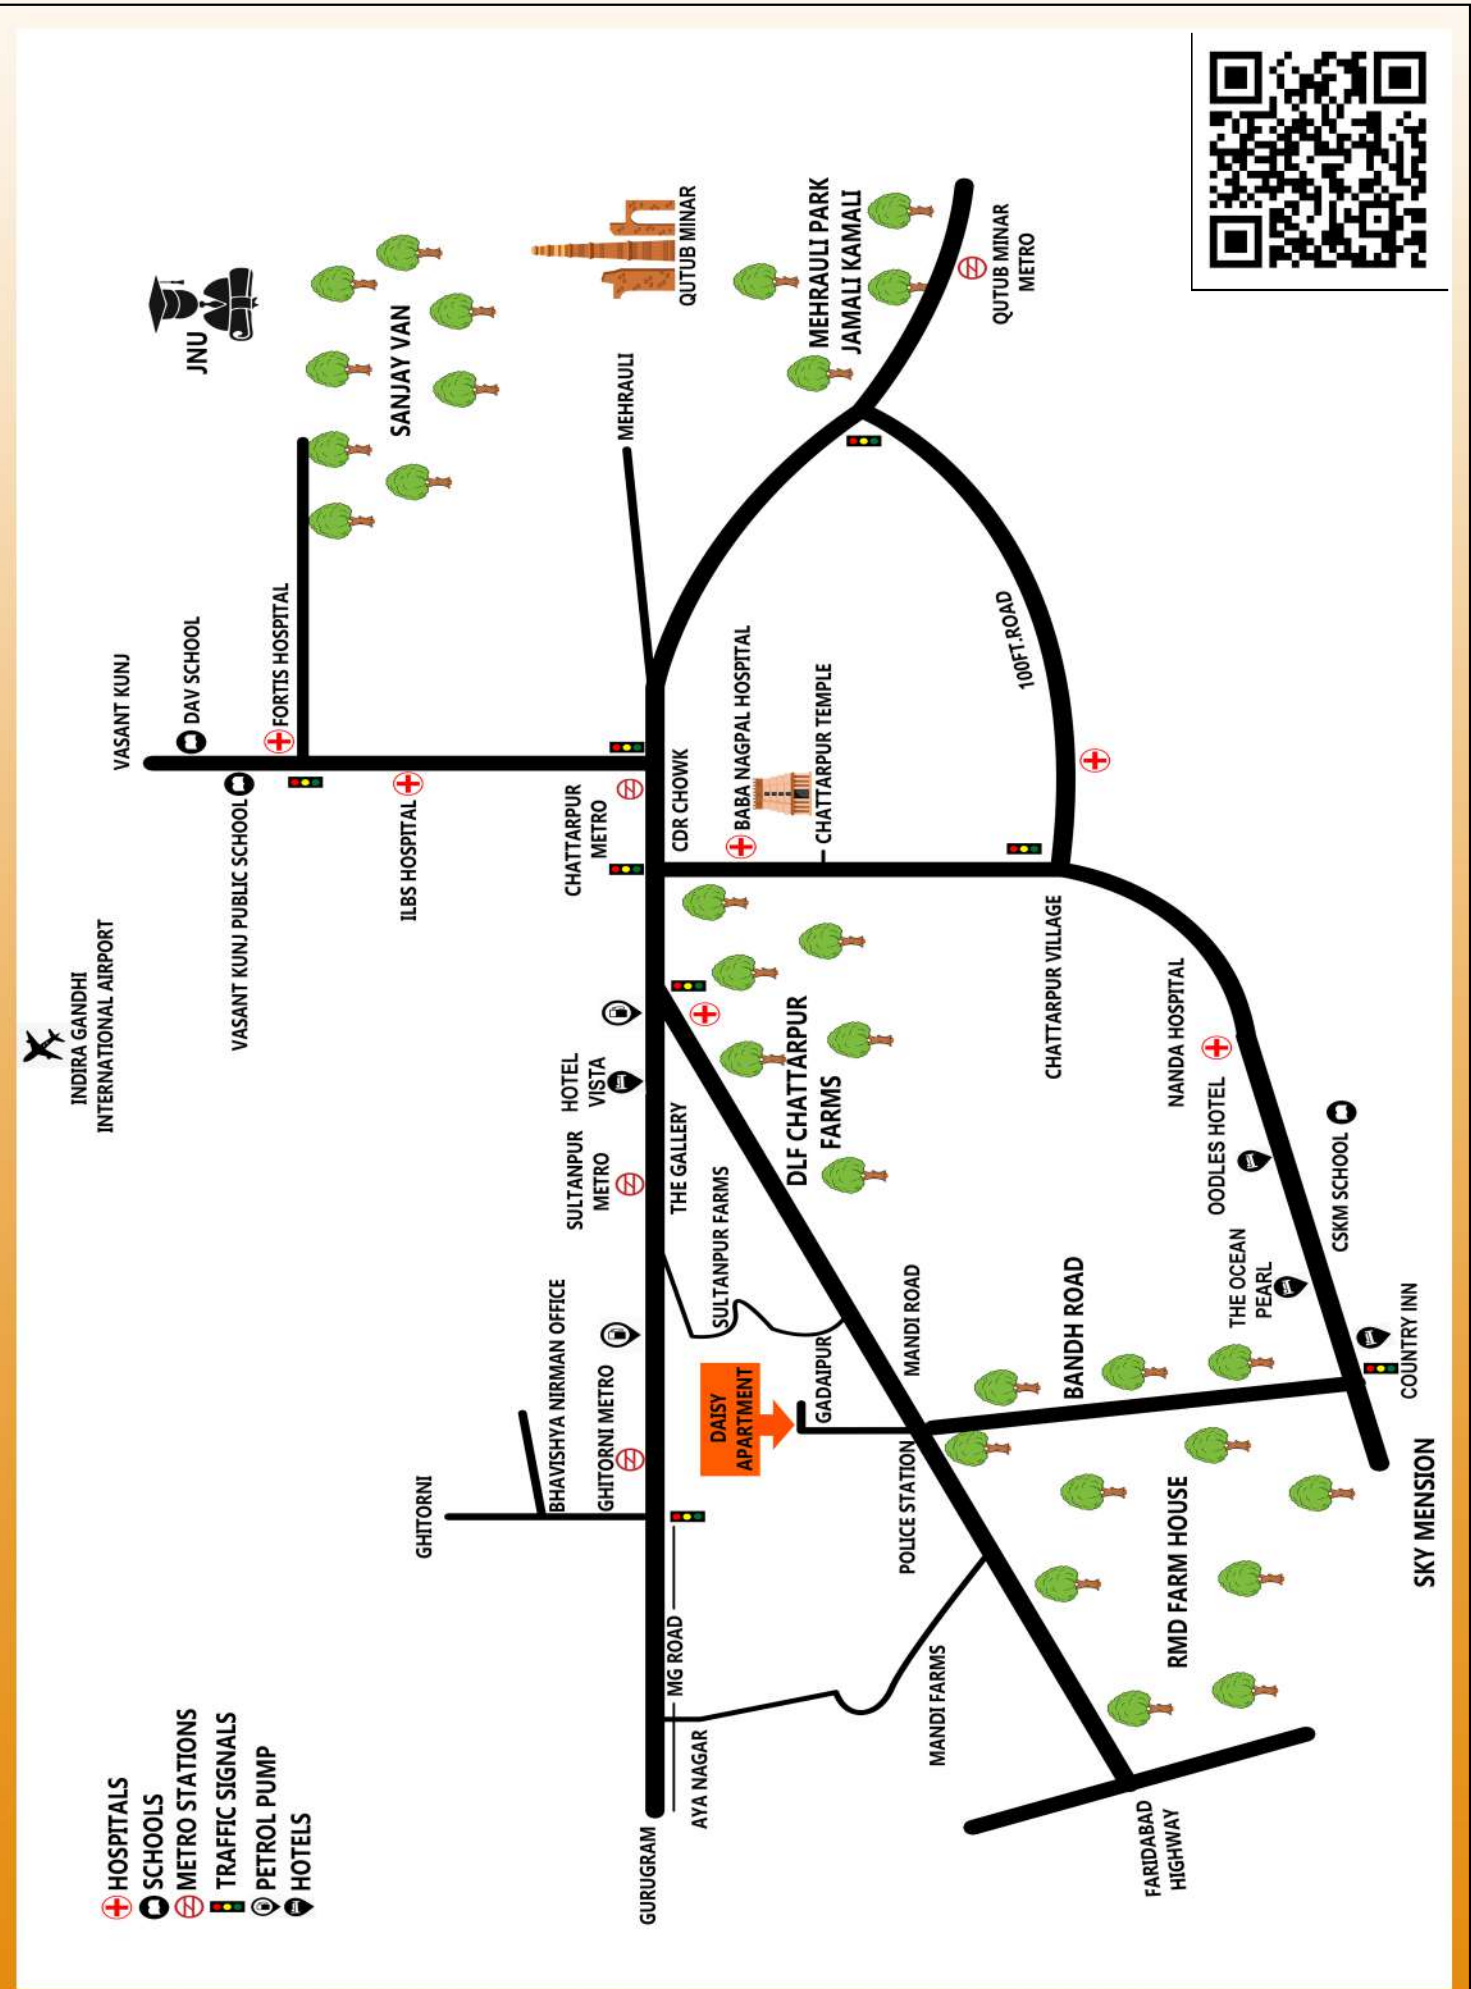 HOSPITALS
SCHOOLS
METRO STATIONS
TRAFFIC SIGNALS
PETROL PUMP
HOTELS
INDIRA GANDHI
INTERNATIONAL AIRPORT
VASANT KUNJ
DAV SCHOOL
JNU
VASANT KUNJ PUBLIC SCHOOL
FORTIS HOSPITAL
SANJAY VAN
ILBS HOSPITAL
GHITORNI
BHAVISHYA NIRMAN OFFICE
GHITORNI METRO
SULTANPUR
METRO
HOTEL
VISTA
CHATTARPUR
METRO
MEHRAULI
QUTUB MINAR
GURUGRAM
MG ROAD
AYA NAGAR
THE GALLERY
CDR CHOWK
SULTANPUR FARMS
DAISY
APARTMENT
BABA NAGPAL HOSPITAL
CHATTARPUR TEMPLE
MEHRAULI PARK
JAMALI KAMALI
DLF CHATTARPUR
FARMS
GADAIPUR
MANDI ROAD
POLICE STATION
MANDI FARMS
QUTUB MINAR
METRO
100FT.ROAD
CHATTARPUR VILLAGE
BANDH ROAD
FARIDABAD
HIGHWAY
RMD FARM HOUSE
NANDA HOSPITAL
OODLES HOTEL
THE OCEAN
PEARL
CSKM SCHOOL
COUNTRY INN
SKY MENSION